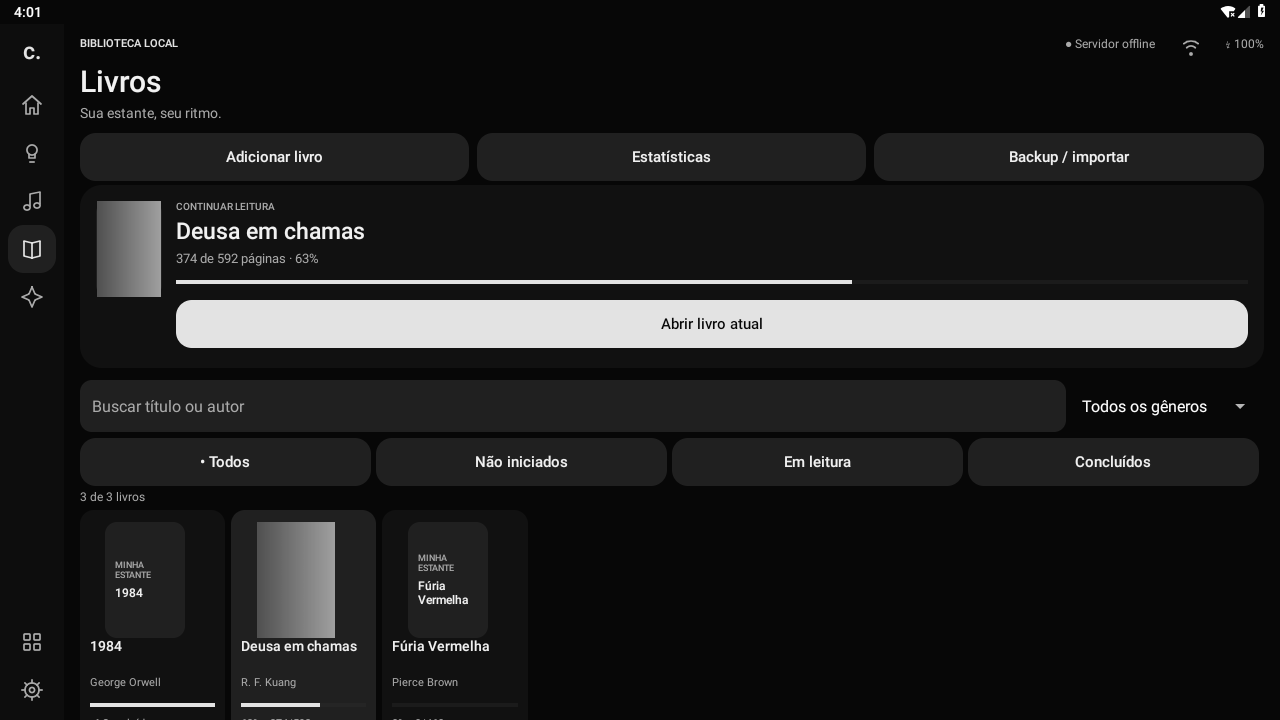 4:01
c.
BIBLIOTECA LOCAL
• Servidor offline
100%
Livros
Sua estante, seu ritmo.
Adicionar livro
Estatísticas
Backup / importar
CONTINUAR LEITURA
Deusa em chamas
374 de 592 páginas · 63%
Abrir livro atual
Buscar título ou autor
Todos os gêneros
• Todos
Não iniciados
Em leitura
Concluídos
3 de 3 livros
MINHA
ESTANTE
1984
MINHA
ESTANTE
Fúria
Vermelha
1984
Deusa em chamas
Fúria Vermelha
George Orwell
R. F. Kuang
Pierce Brown